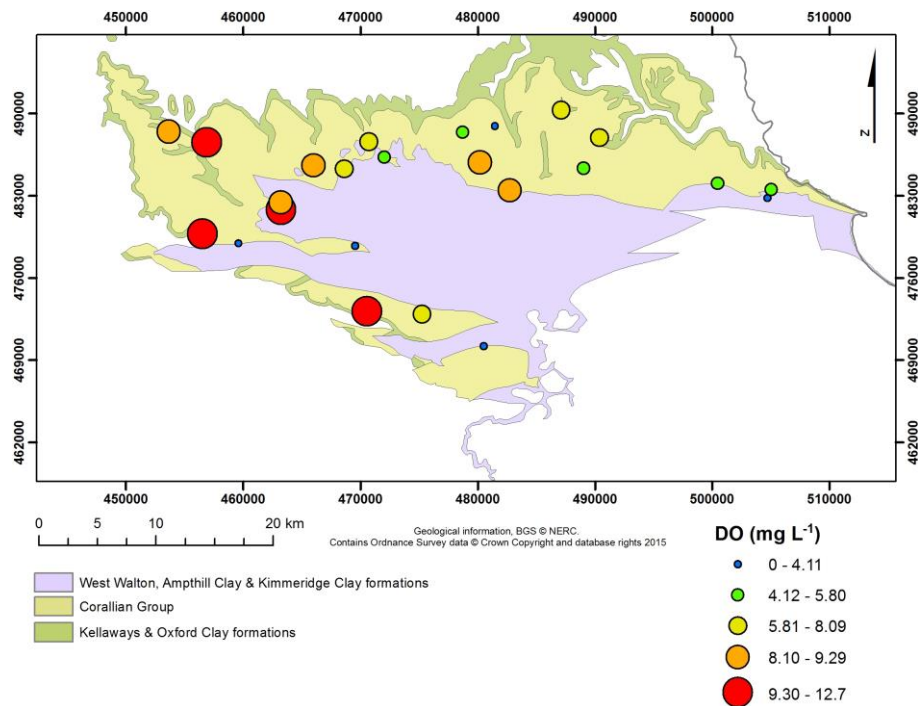 450000 460000 470000 480000 490000 500000 510000
490000 490000
483000 483000
476000 476000
469000 469000
462000 462000
z
450000 460000 470000 480000 490000 500000 510000
0 5 10 20 km
Geological information, BGS © NERC.
Contains Ordnance Survey data © Crown Copyright and database rights 2015
West Walton, Ampthill Clay & Kimmeridge Clay formations
Corallian Group
Kellaways & Oxford Clay formations
DO (mg L⁻¹)
0 - 4.11
4.12 - 5.80
5.81 - 8.09
8.10 - 9.29
9.30 - 12.7